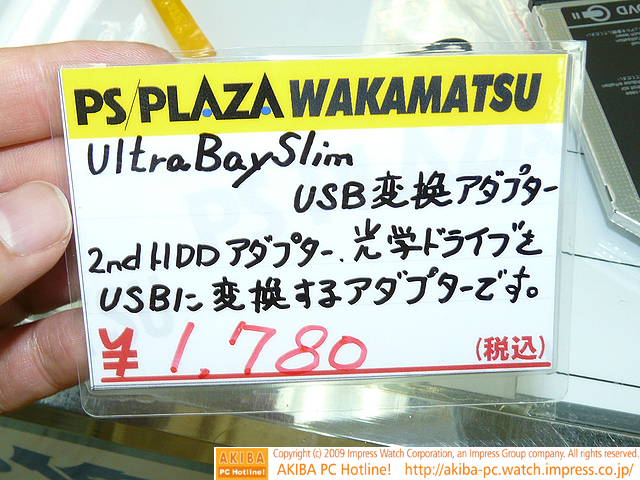 PS/PLAZA WAKAMATSU
UltraBaySlim
USB変換アダプター
2nd HDDアダプター、光学ドライブを
USBに変換するアダプターです。
¥1,780 (税込)
DVD
AKIBA
PC Hotline!
Copyright (c) 2009 Impress Watch Corporation, an Impress Group company. All rights reserved.
AKIBA PC Hotline! http://akiba-pc.watch.impress.co.jp/